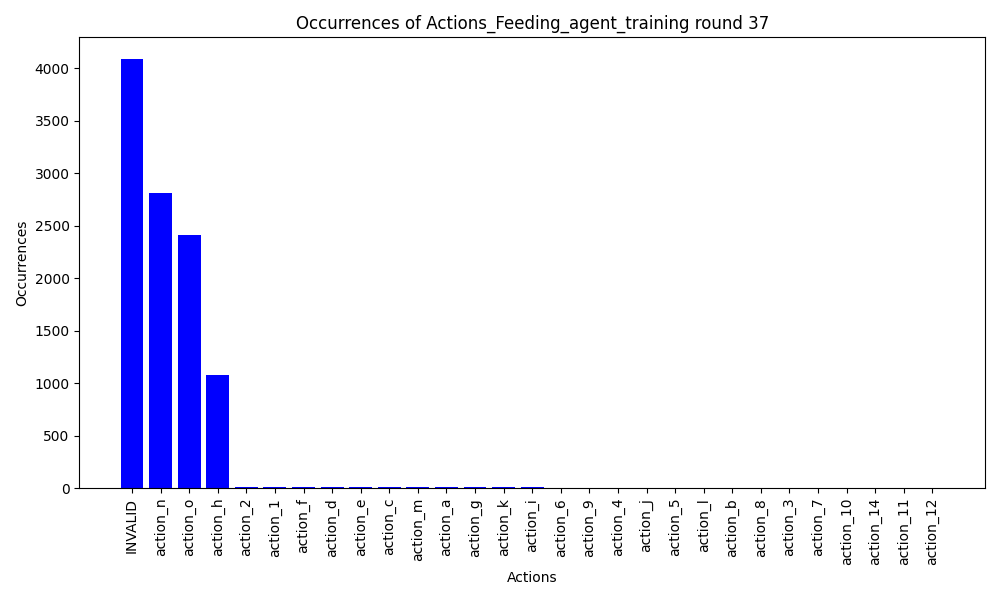 Occurrences of Actions_Feeding_agent_training round 37
Occurrences
4000
3500
3000
2500
2000
1500
1000
500
0
INVALID
action_n
action_o
action_h
action_2
action_1
action_f
action_d
action_e
action_c
action_m
action_a
action_g
action_k
action_i
action_6
action_9
action_4
action_J
action_5
action_l
action_b
action_8
action_3
action_7
action_10
action_14
action_11
action_12
Actions